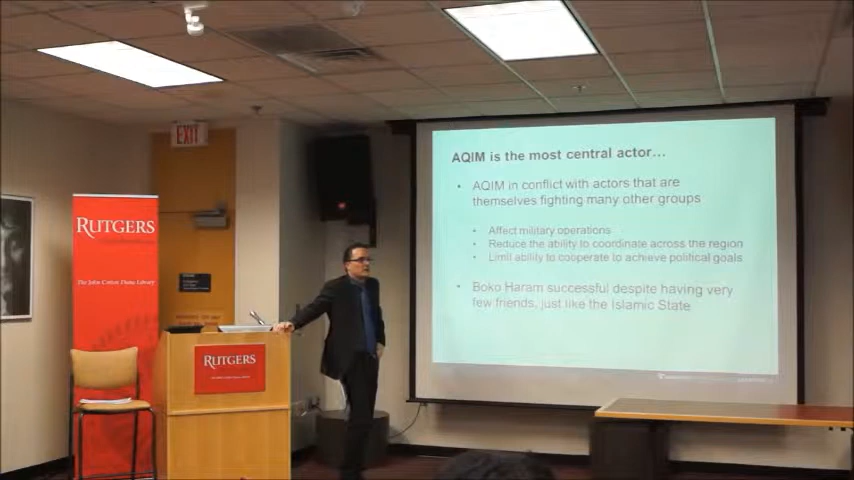 EXIT
RUTGERS
The John Cotton Dana Library
RUTGERS
AQIM is the most central actor…
• AQIM in conflict with actors that are
themselves fighting many other groups
• Affect military operations
• Reduce the ability to coordinate across the region
• Limit ability to cooperate to achieve political goals
• Boko Haram successful despite having very
few friends, just like the Islamic State